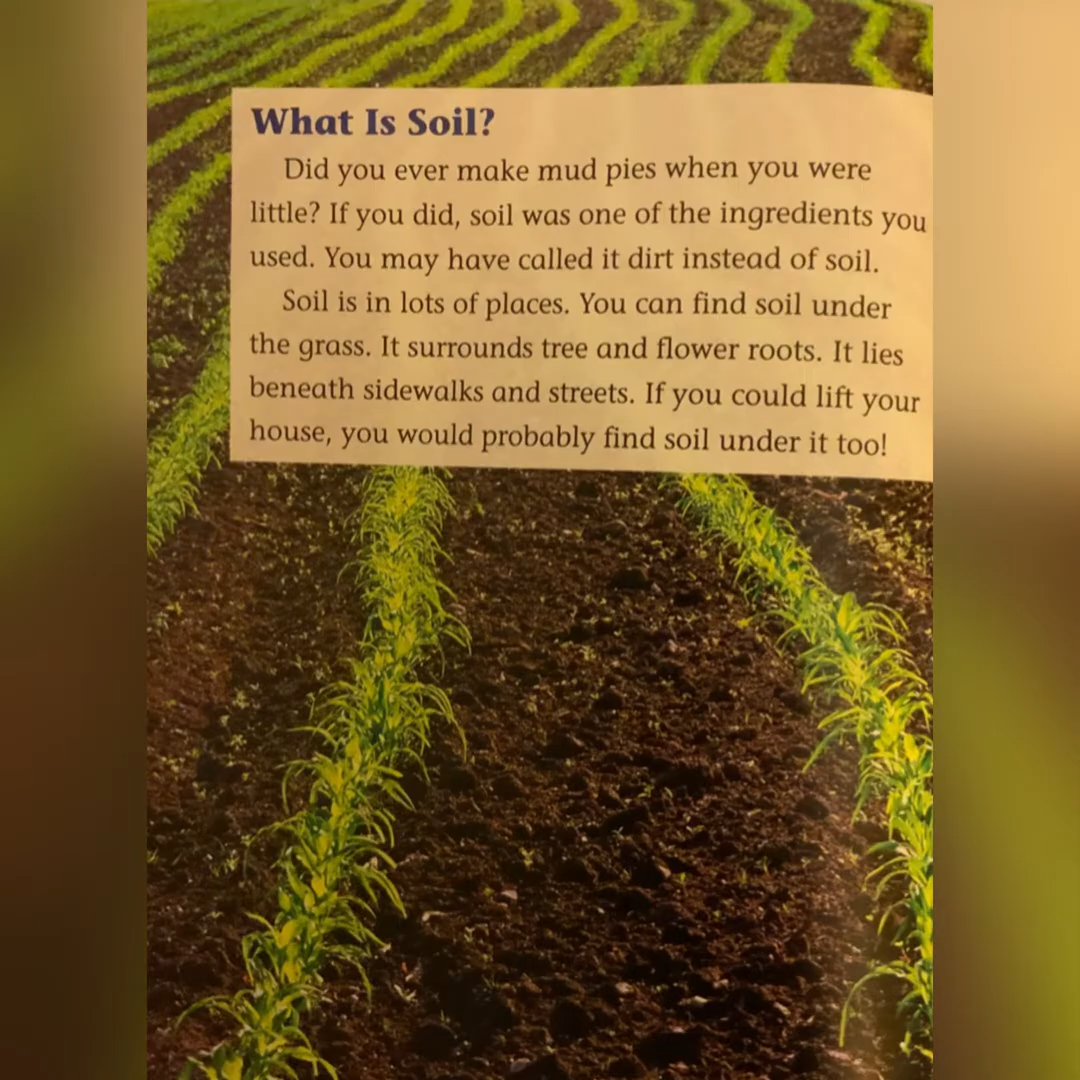 What Is Soil?
Did you ever make mud pies when you were
little? If you did, soil was one of the ingredients you
used. You may have called it dirt instead of soil.
Soil is in lots of places. You can find soil under
the grass. It surrounds tree and flower roots. It lies
beneath sidewalks and streets. If you could lift your
house, you would probably find soil under it too!